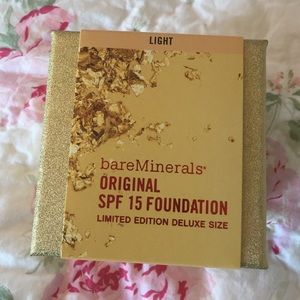 LIGHT
bareMinerals
ORIGINAL
SPF 15 FOUNDATION
LIMITED EDITION DELUXE SIZE